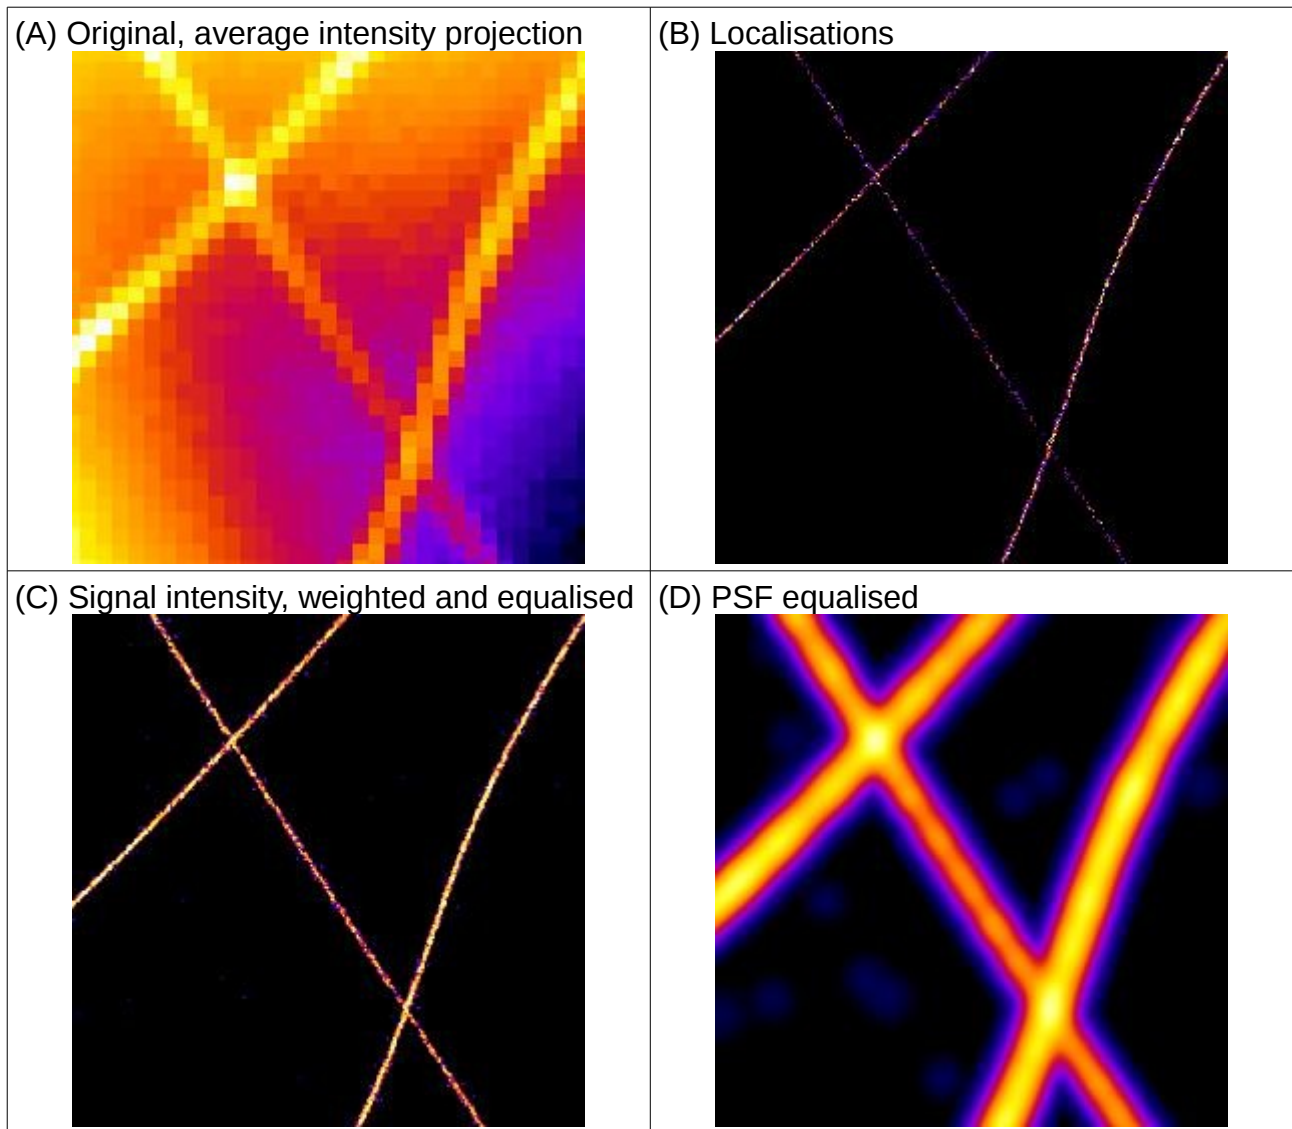 (A) Original, average intensity projection
(B) Localisations
(C) Signal intensity, weighted and equalised
(D) PSF equalised